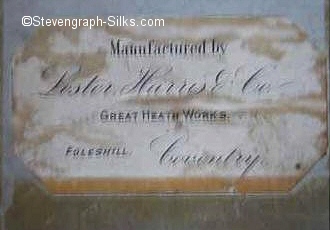 ©Stevengraph-Silks.com
Manufactured by
Lester, Harris & Co.
GREAT HEATH WORKS.
FOLESHILL, Coventry.